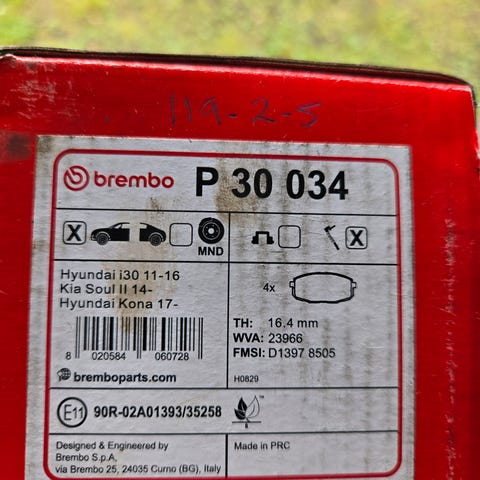 119-2-5
brembo P 30 034
X MND X
Hyundai i30 11-16
Kia Soul II 14-
Hyundai Kona 17-
4x
8 020584 060728
TH: 16,4 mm
WVA: 23966
FMSI: D1397 8505
bremboparts.com
H0829
E11 90R-02A01393/35258
TM
Designed & Engineered by
Brembo S.p.A,
via Brembo 25, 24035 Curno (BG), Italy
Made in PRC